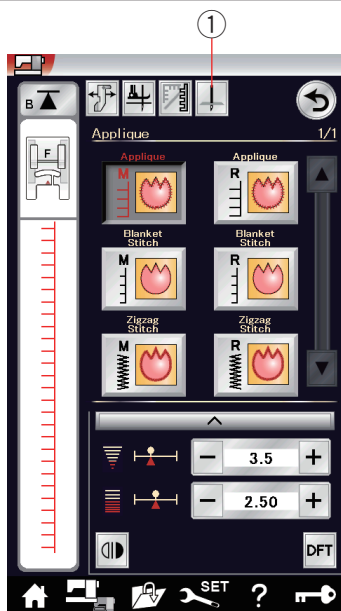 1
B
F
Applique 1/1
Applique Applique
M R
Blanket Blanket
Stitch Stitch
M R
Zigzag Zigzag
Stitch Stitch
M R
− 3.5 +
− 2.50 +
DFT
SET ?